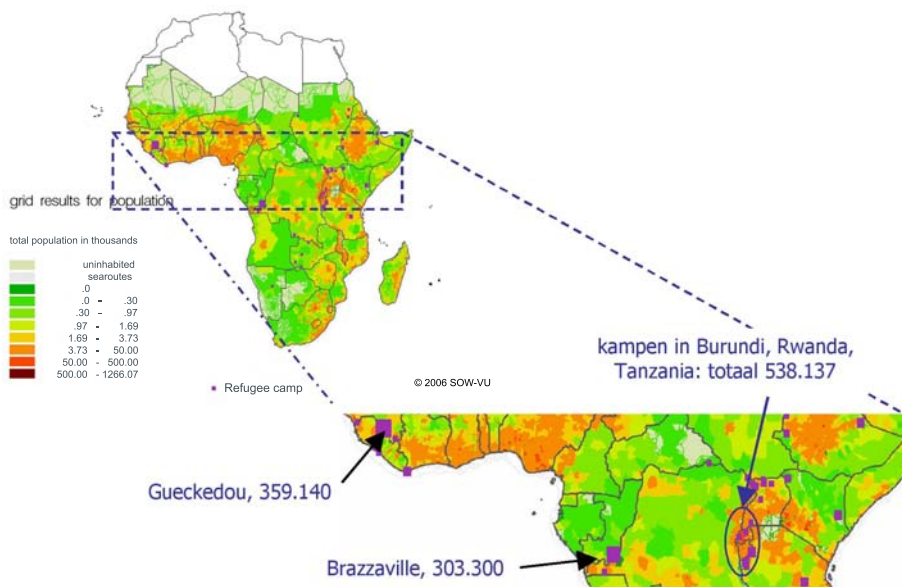 grid results for population
total population in thousands
uninhabited
searoutes
.0
.0 - .30
.30 - .97
.97 - 1.69
1.69 - 3.73
3.73 - 50.00
50.00 - 500.00
500.00 - 1266.07
Refugee camp
© 2006 SOW-VU
kampen in Burundi, Rwanda,
Tanzania: totaal 538.137
Gueckedou, 359.140
Brazzaville, 303.300